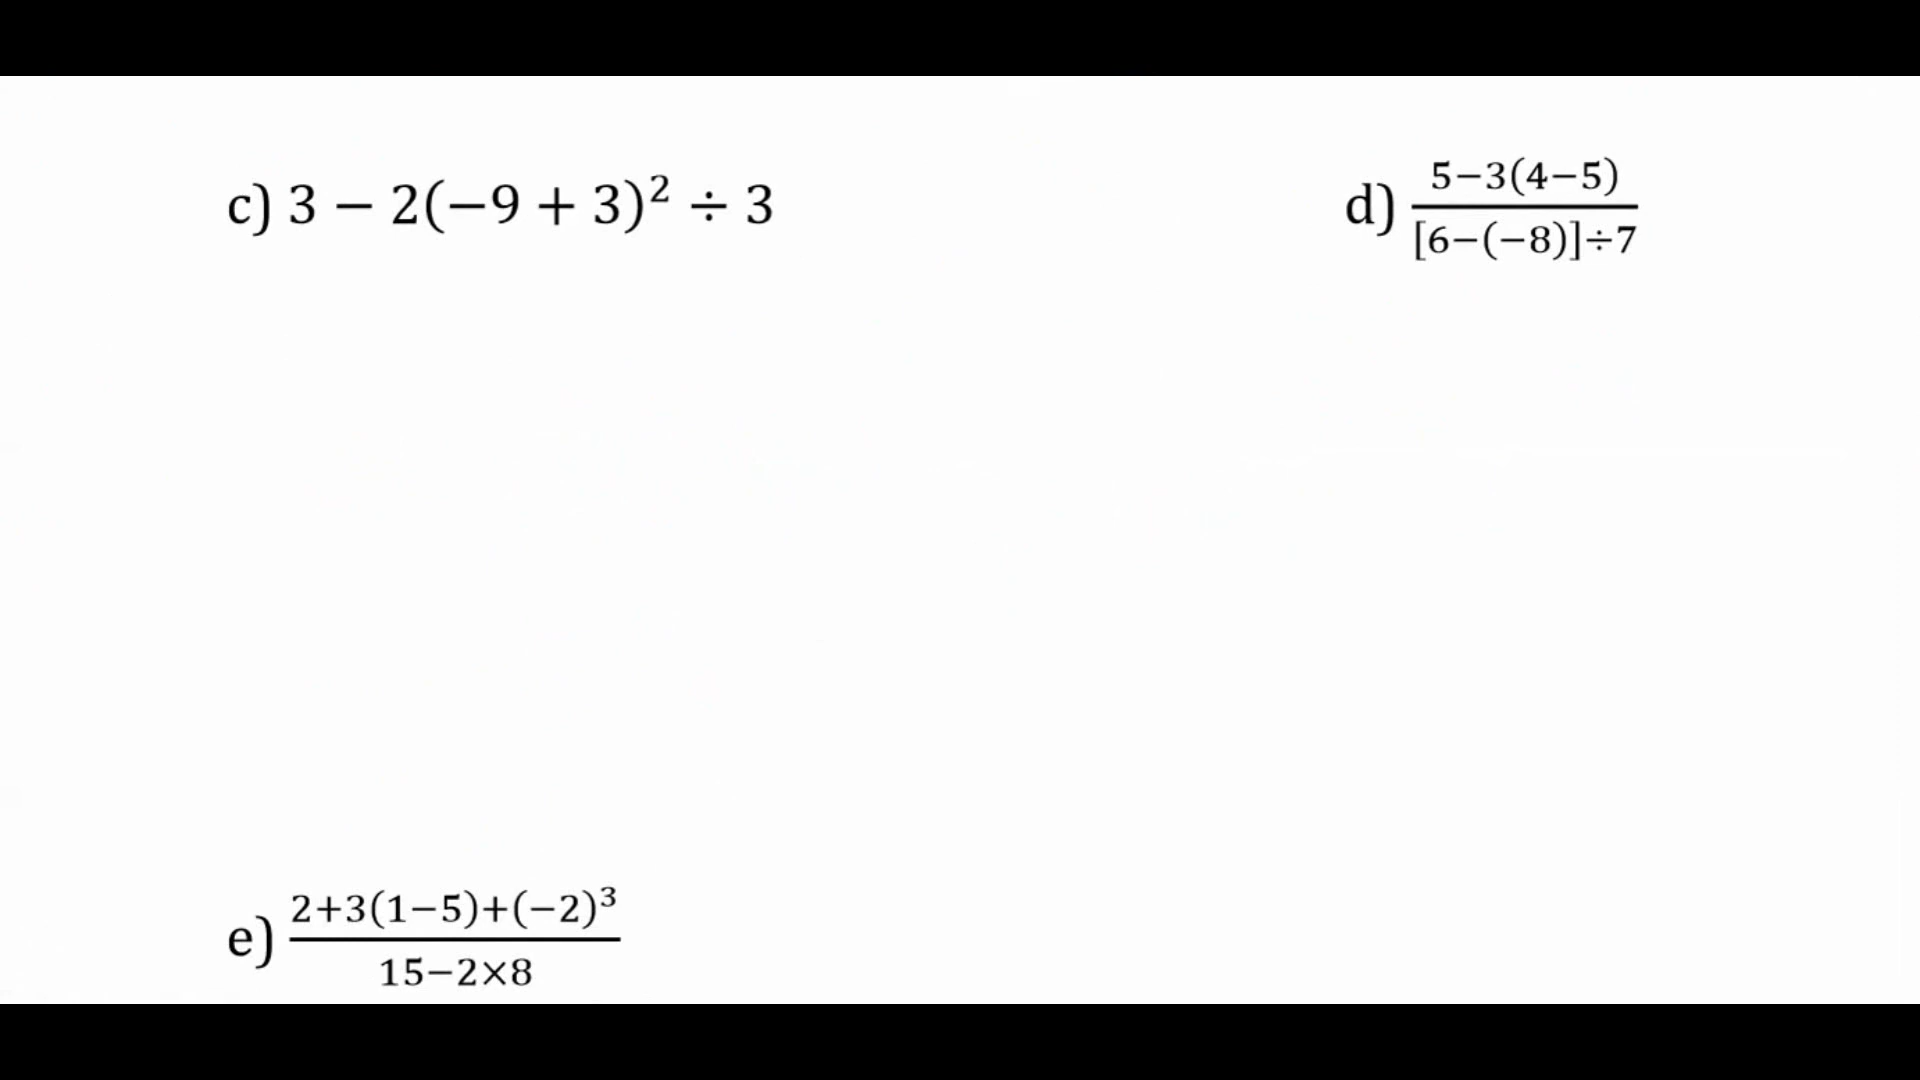 c) 3 − 2(−9 + 3)² ÷ 3
d) 5−3(4−5) / [6−(−8)]÷7
e) 2+3(1−5)+(−2)³ / 15−2×8